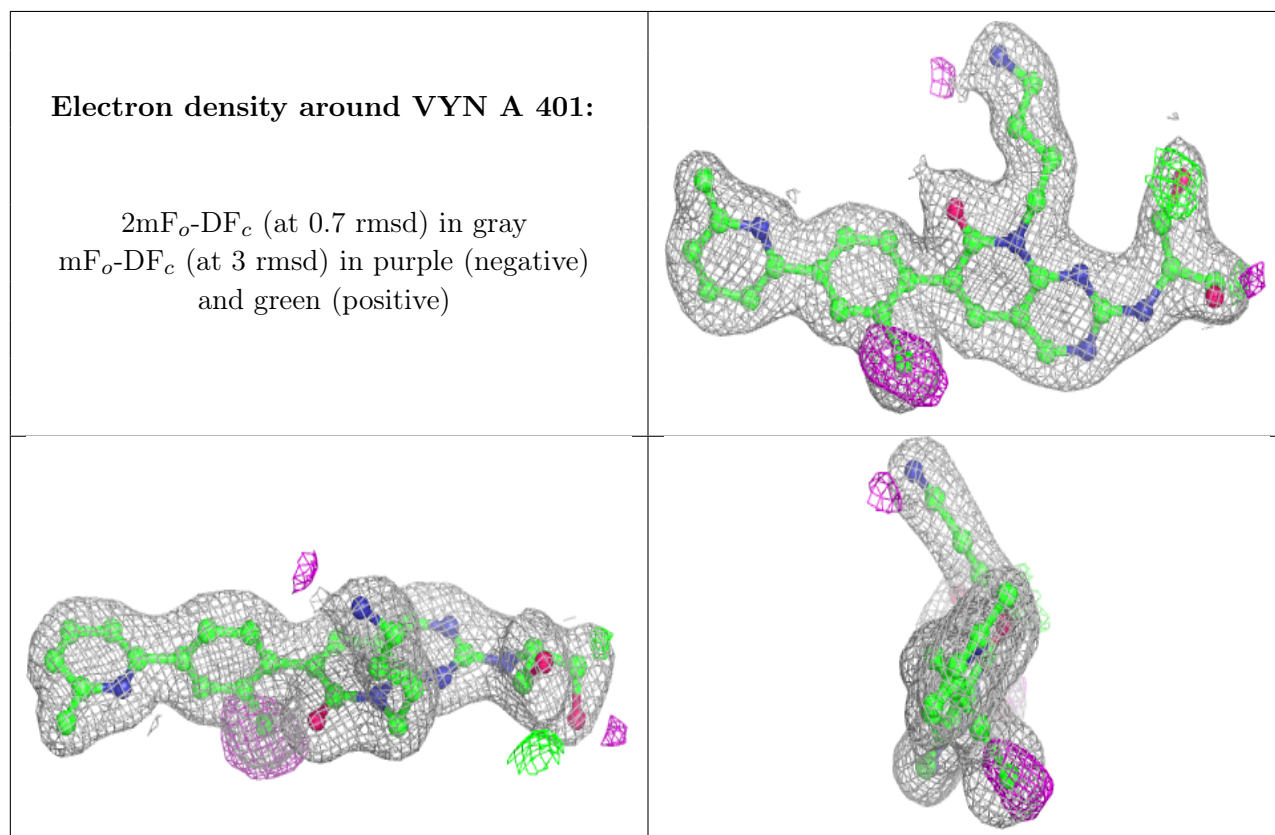 Electron density around VYN A 401:
2mFo-DFc (at 0.7 rmsd) in gray
mFo-DFc (at 3 rmsd) in purple (negative)
and green (positive)